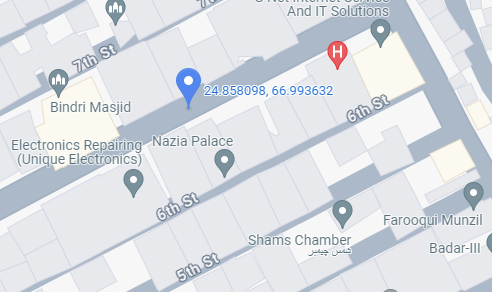 S Net Internet Service
And IT Solutions
7th St
H
24.858098, 66.993632
Bindri Masjid
6th St
Electronics Repairing
(Unique Electronics)
Nazia Palace
6th St
Farooqui Munzil
Shams Chamber
شمس چیمبر
Badar-III
5th St